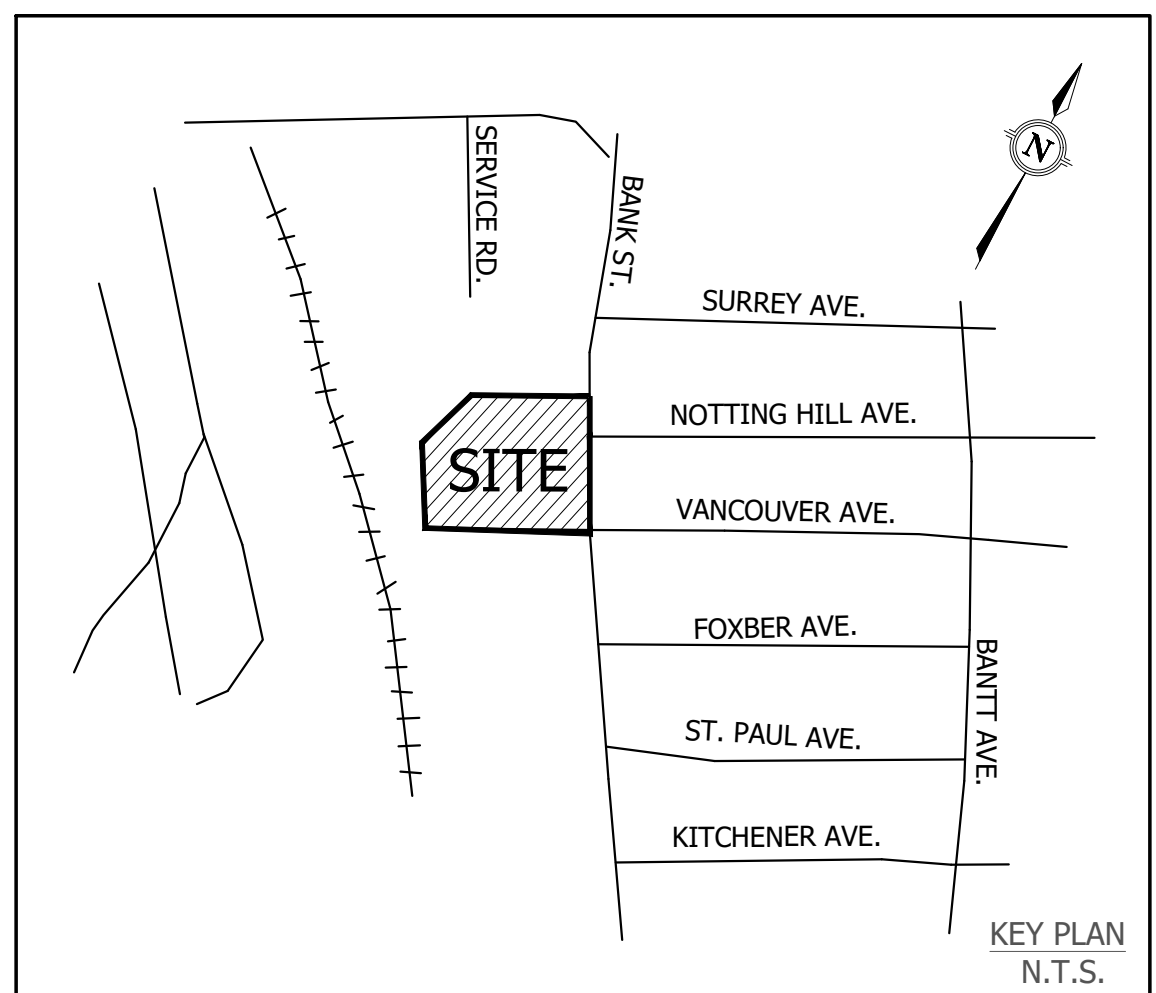 SERVICE RD.
BANK ST.
N
SURREY AVE.
NOTTING HILL AVE.
SITE
VANCOUVER AVE.
FOXBER AVE.
BANTT AVE.
ST. PAUL AVE.
KITCHENER AVE.
KEY PLAN
N.T.S.